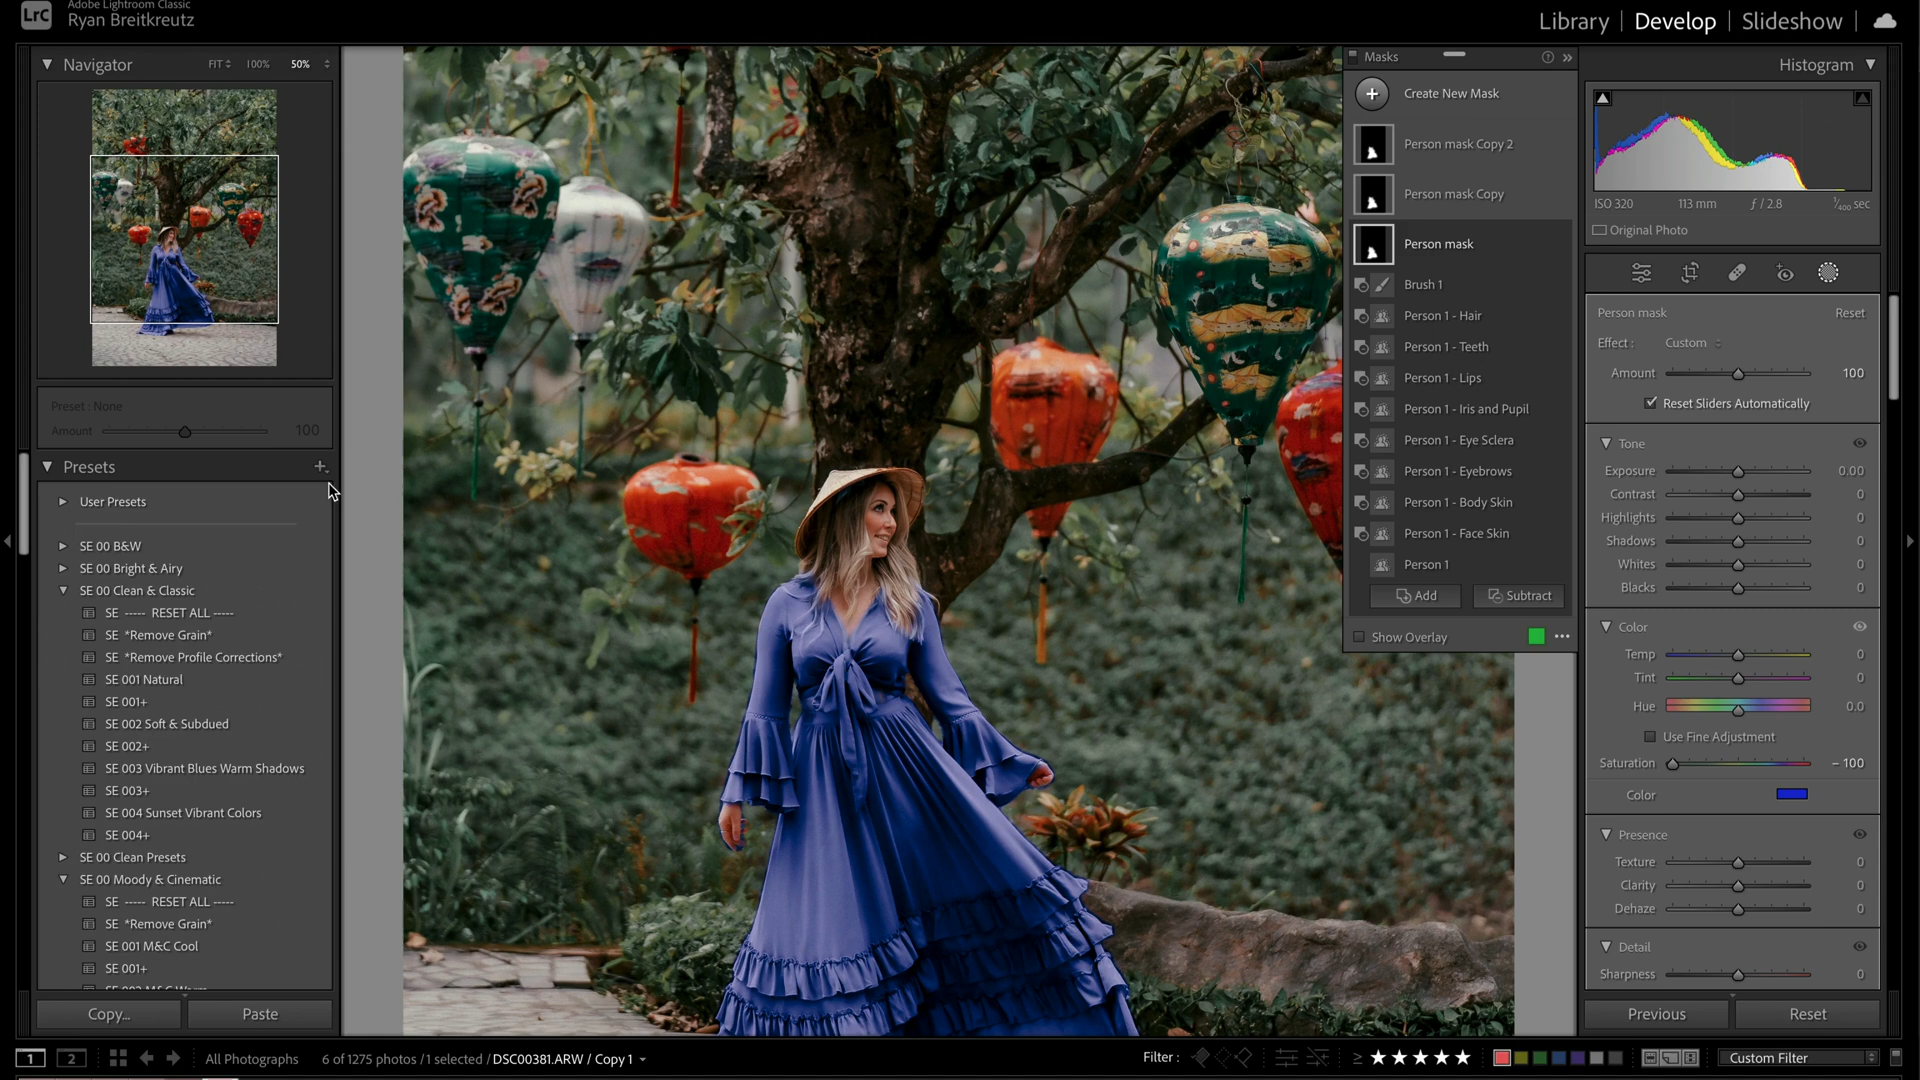 LrC
Adobe Lightroom Classic
Ryan Breitkreutz
Library | Develop | Slideshow
Navigator FIT 100% 50%
Preset : None
Amount 100
Presets
User Presets
SE 00 B&W
SE 00 Bright & Airy
SE 00 Clean & Classic
SE ----- RESET ALL -----
SE *Remove Grain*
SE *Remove Profile Corrections*
SE 001 Natural
SE 001+
SE 002 Soft & Subdued
SE 002+
SE 003 Vibrant Blues Warm Shadows
SE 003+
SE 004 Sunset Vibrant Colors
SE 004+
SE 00 Clean Presets
SE 00 Moody & Cinematic
SE ----- RESET ALL -----
SE *Remove Grain*
SE 001 M&C Cool
SE 001+
Copy...
Paste
Masks
Create New Mask
Person mask Copy 2
Person mask Copy
Person mask
Brush 1
Person 1 - Hair
Person 1 - Teeth
Person 1 - Lips
Person 1 - Iris and Pupil
Person 1 - Eye Sclera
Person 1 - Eyebrows
Person 1 - Body Skin
Person 1 - Face Skin
Person 1
Add
Subtract
Show Overlay
Histogram
ISO 320 113 mm ƒ / 2.8 1/400 sec
Original Photo
Person mask Reset
Effect : Custom
Amount 100
Reset Sliders Automatically
Tone
Exposure 0.00
Contrast 0
Highlights 0
Shadows 0
Whites 0
Blacks 0
Color
Temp 0
Tint 0
Hue 0.0
Use Fine Adjustment
Saturation – 100
Color
Presence
Texture 0
Clarity 0
Dehaze 0
Detail
Sharpness 0
Previous
Reset
1 2 All Photographs 6 of 1275 photos / 1 selected / DSC00381.ARW / Copy 1
Filter : ≥ ★★★★★ Custom Filter